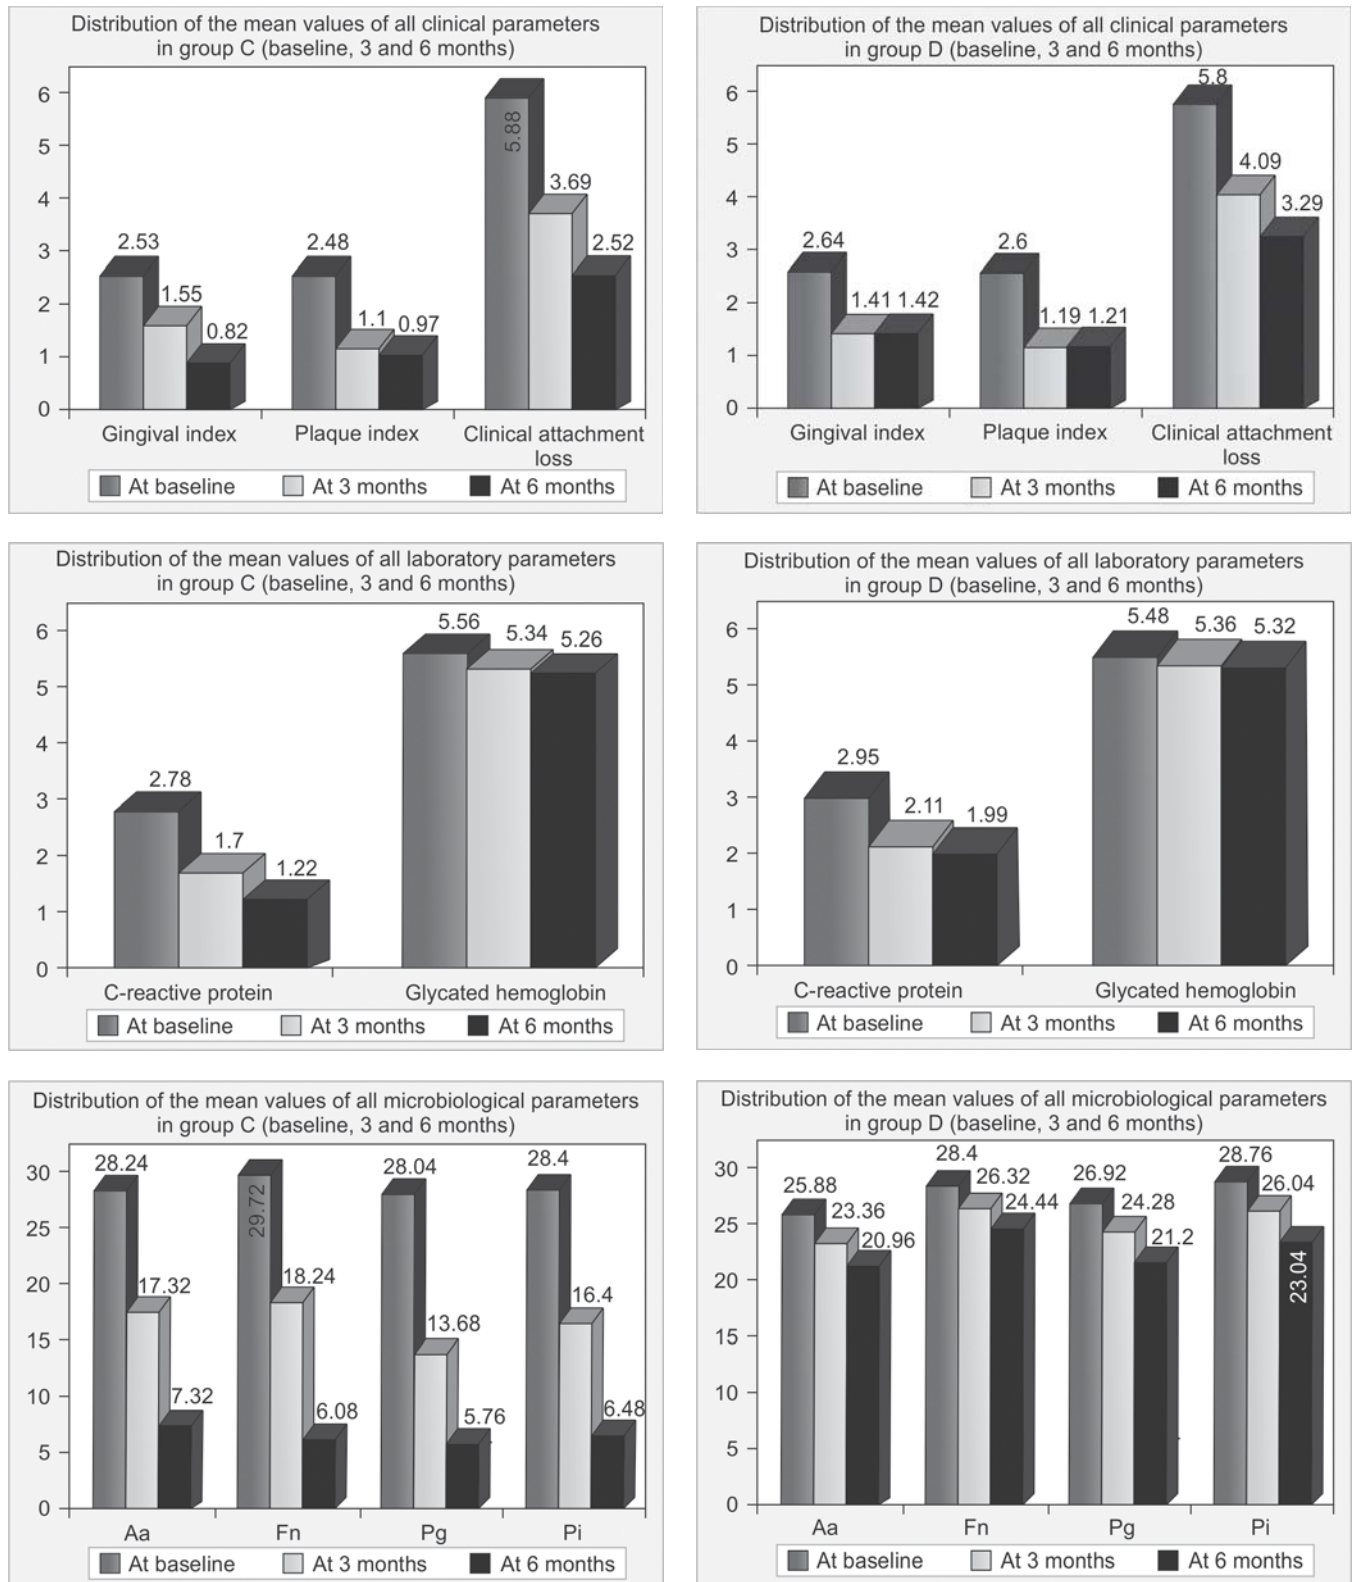 Distribution of the mean values of all clinical parameters
in group C (baseline, 3 and 6 months)
6
5
4
3
2
1
0
2.53
1.55
0.82
2.48
1.1
0.97
5.88
3.69
2.52
Gingival index
Plaque index
Clinical attachment
loss
At baseline
At 3 months
At 6 months
Distribution of the mean values of all clinical parameters
in group D (baseline, 3 and 6 months)
6
5
4
3
2
1
0
2.64
1.41
1.42
2.6
1.19
1.21
5.8
4.09
3.29
Gingival index
Plaque index
Clinical attachment
loss
At baseline
At 3 months
At 6 months
Distribution of the mean values of all laboratory parameters
in group C (baseline, 3 and 6 months)
6
5
4
3
2
1
0
2.78
1.7
1.22
5.56
5.34
5.26
C-reactive protein
Glycated hemoglobin
At baseline
At 3 months
At 6 months
Distribution of the mean values of all laboratory parameters
in group D (baseline, 3 and 6 months)
6
5
4
3
2
1
0
2.95
2.11
1.99
5.48
5.36
5.32
C-reactive protein
Glycated hemoglobin
At baseline
At 3 months
At 6 months
Distribution of the mean values of all microbiological parameters
in group C (baseline, 3 and 6 months)
30
25
20
15
10
5
0
28.24
17.32
7.32
29.72
18.24
6.08
28.04
13.68
5.76
28.4
16.4
6.48
Aa
Fn
Pg
Pi
At baseline
At 3 months
At 6 months
Distribution of the mean values of all microbiological parameters
in group D (baseline, 3 and 6 months)
30
25
20
15
10
5
0
25.88
23.36
20.96
28.4
26.32
24.44
26.92
24.28
21.2
28.76
26.04
23.04
Aa
Fn
Pg
Pi
At baseline
At 3 months
At 6 months